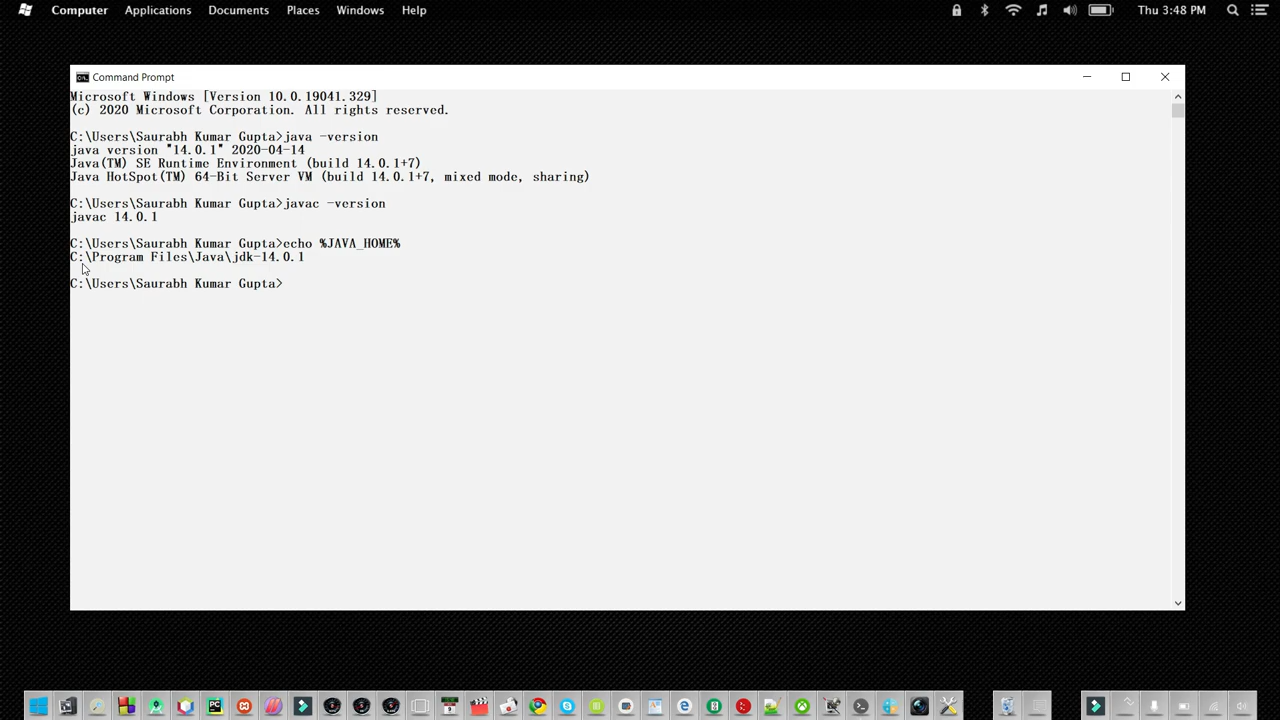 Computer Applications Documents Places Windows Help Thu 3:48 PM
Command Prompt
Microsoft Windows [Version 10.0.19041.329]
(c) 2020 Microsoft Corporation. All rights reserved.
C:\Users\Saurabh Kumar Gupta>java -version
java version "14.0.1" 2020-04-14
Java(TM) SE Runtime Environment (build 14.0.1+7)
Java HotSpot(TM) 64-Bit Server VM (build 14.0.1+7, mixed mode, sharing)
C:\Users\Saurabh Kumar Gupta>javac -version
javac 14.0.1
C:\Users\Saurabh Kumar Gupta>echo %JAVA_HOME%
C:\Program Files\Java\jdk-14.0.1
C:\Users\Saurabh Kumar Gupta>
PC